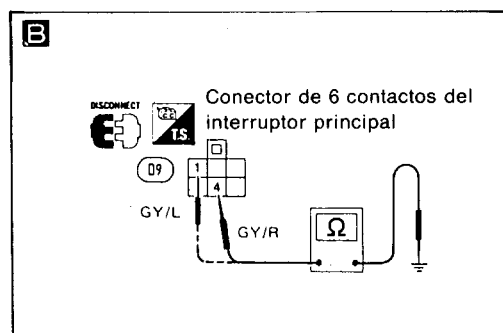 B
DISCONNECT
T.S.
Conector de 6 contactos del
interruptor principal
D9
1
4
GY/L
GY/R
Ω